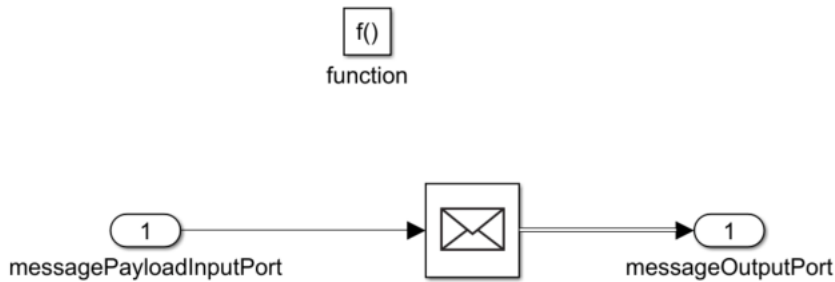 f()
function
1
1
messagePayloadInputPort
messageOutputPort